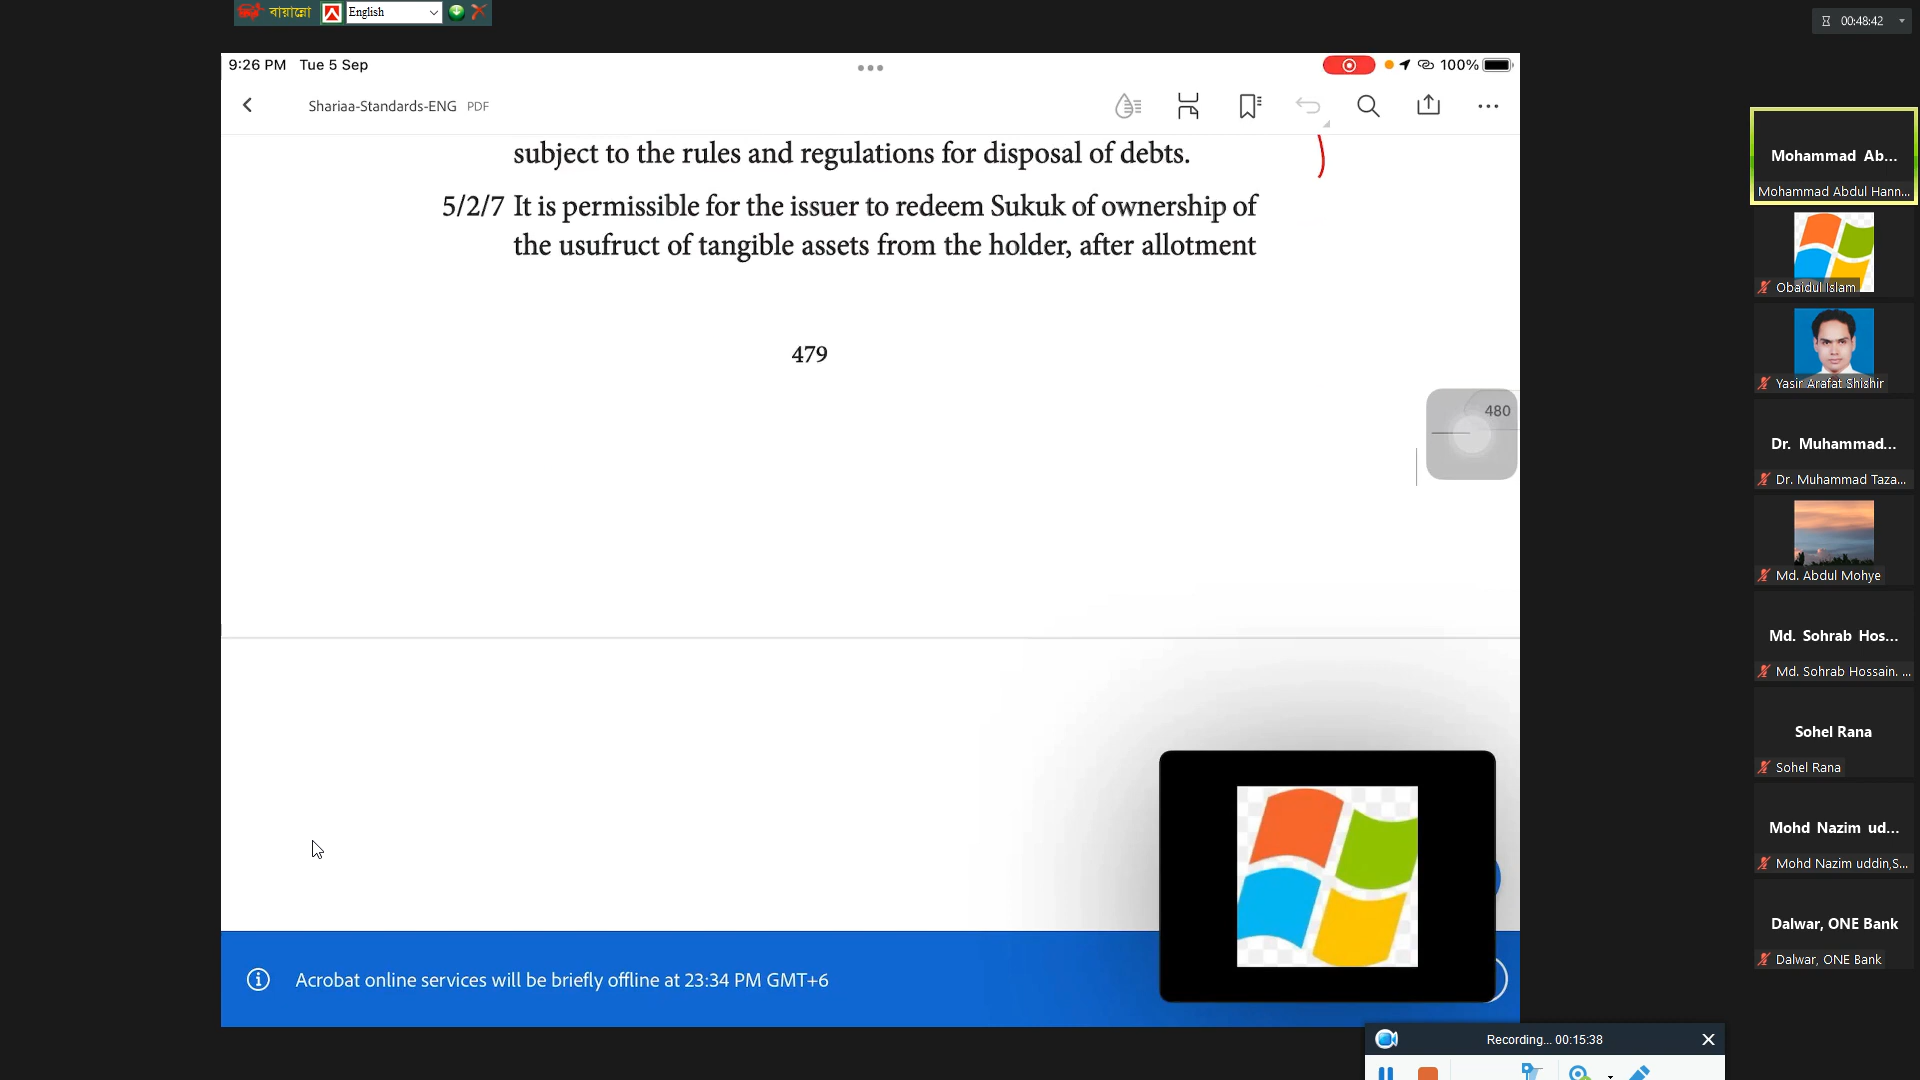 বায়ান্নো
English
00:48:42
9:26 PM Tue 5 Sep
100%
Shariaa-Standards-ENG PDF
subject to the rules and regulations for disposal of debts.
5/2/7 It is permissible for the issuer to redeem Sukuk of ownership of
the usufruct of tangible assets from the holder, after allotment
479
480
Acrobat online services will be briefly offline at 23:34 PM GMT+6
Mohammad Ab...
Mohammad Abdul Hann...
Obaidul Islam
Yasir Arafat Shishir
Dr. Muhammad...
Dr. Muhammad Taza...
Md. Abdul Mohye
Md. Sohrab Hos...
Md. Sohrab Hossain. ...
Sohel Rana
Sohel Rana
Mohd Nazim ud...
Mohd Nazim uddin,S...
Dalwar, ONE Bank
Dalwar, ONE Bank
Recording... 00:15:38